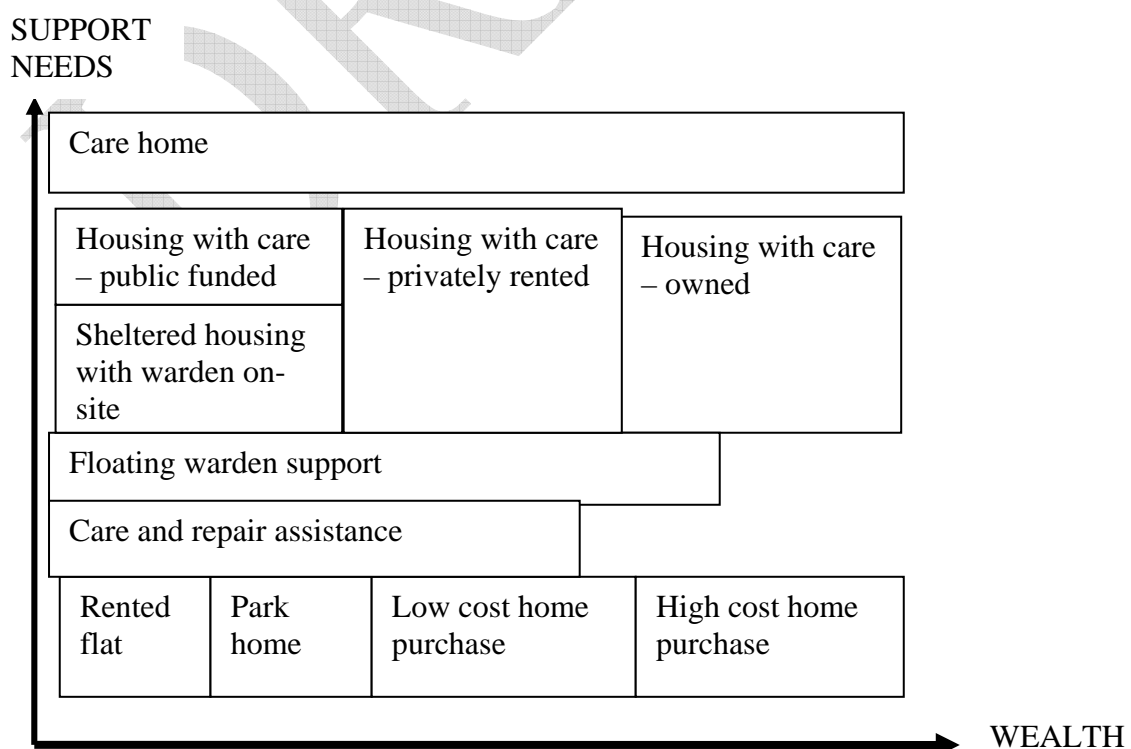 SUPPORT
NEEDS
Care home
Housing with care
– public funded
Housing with care
– privately rented
Housing with care
– owned
Sheltered housing
with warden on-
site
Floating warden support
Care and repair assistance
Rented
flat
Park
home
Low cost home
purchase
High cost home
purchase
WEALTH